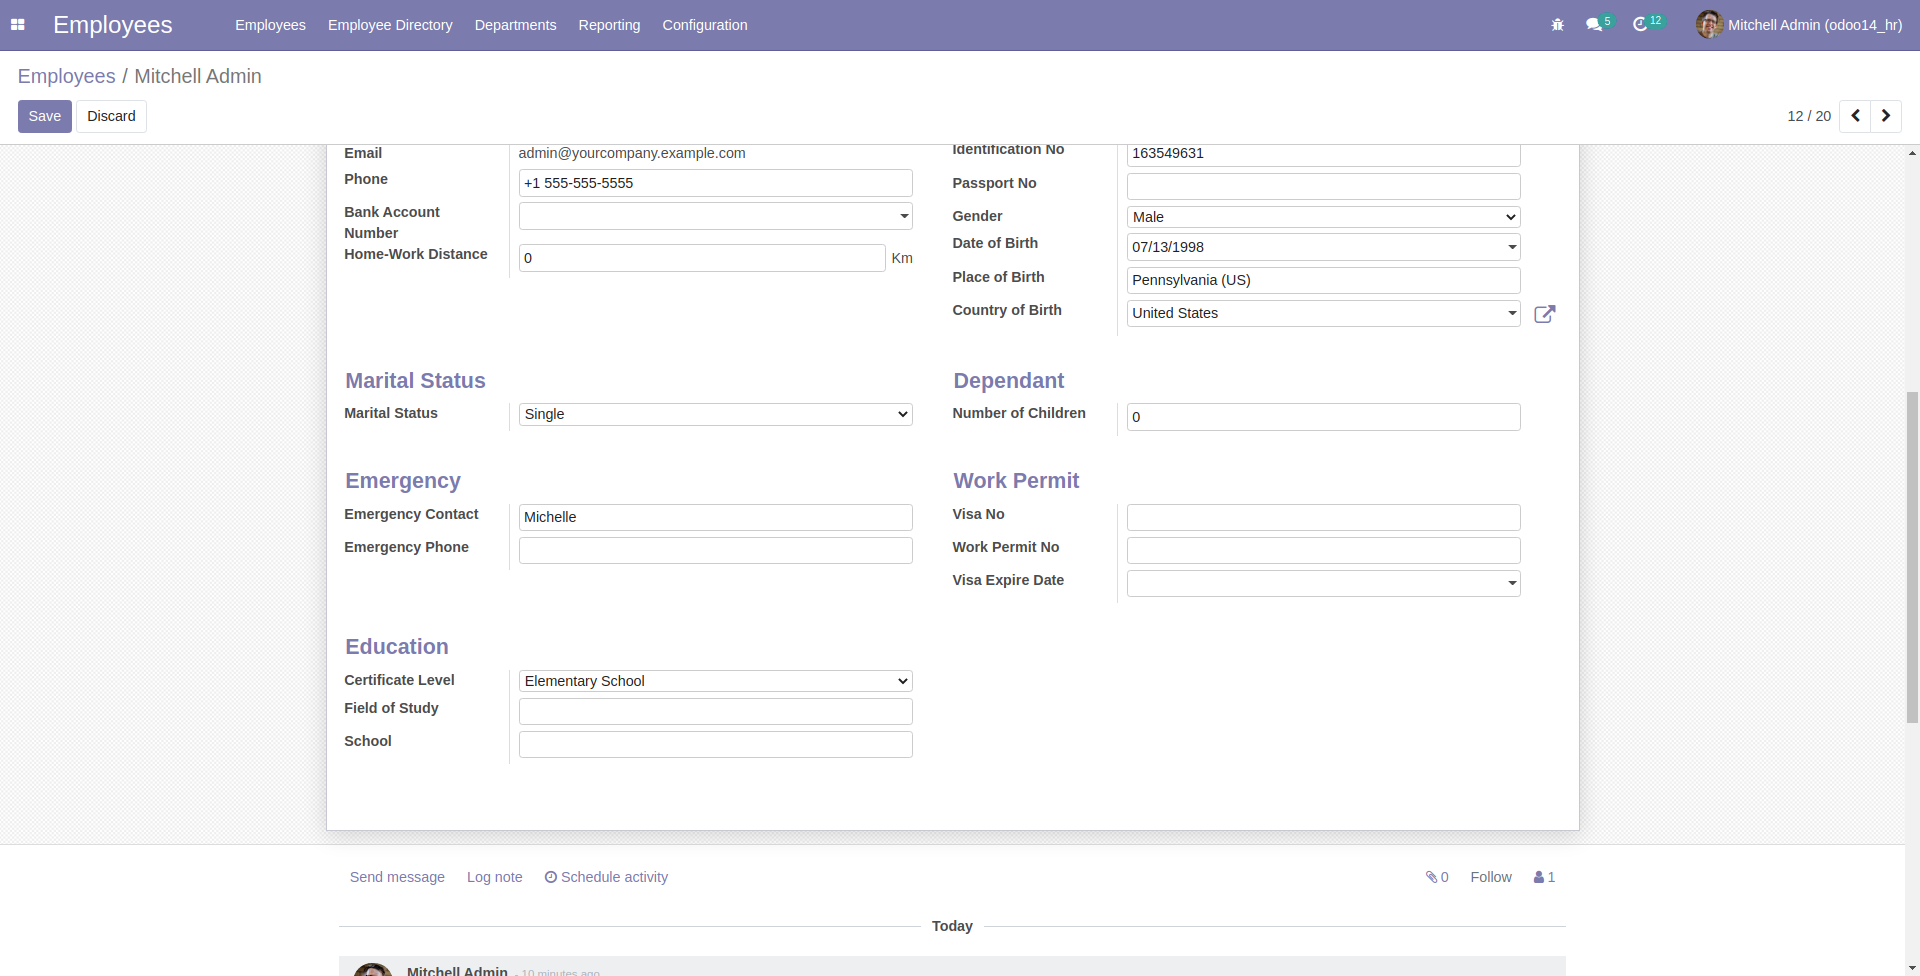 Employees
Employees Employee Directory Departments Reporting Configuration
5 12 Mitchell Admin (odoo14_hr)
Employees / Mitchell Admin
Save Discard
12 / 20
Email admin@yourcompany.example.com
Phone +1 555-555-5555
Bank Account
Number
Home-Work Distance 0 Km
Identification No 163549631
Passport No
Gender Male
Date of Birth 07/13/1998
Place of Birth Pennsylvania (US)
Country of Birth United States
Marital Status
Marital Status Single
Dependant
Number of Children 0
Emergency
Emergency Contact Michelle
Emergency Phone
Work Permit
Visa No
Work Permit No
Visa Expire Date
Education
Certificate Level Elementary School
Field of Study
School
Send message Log note Schedule activity
0 Follow 1
Today
Mitchell Admin - 10 minutes ago